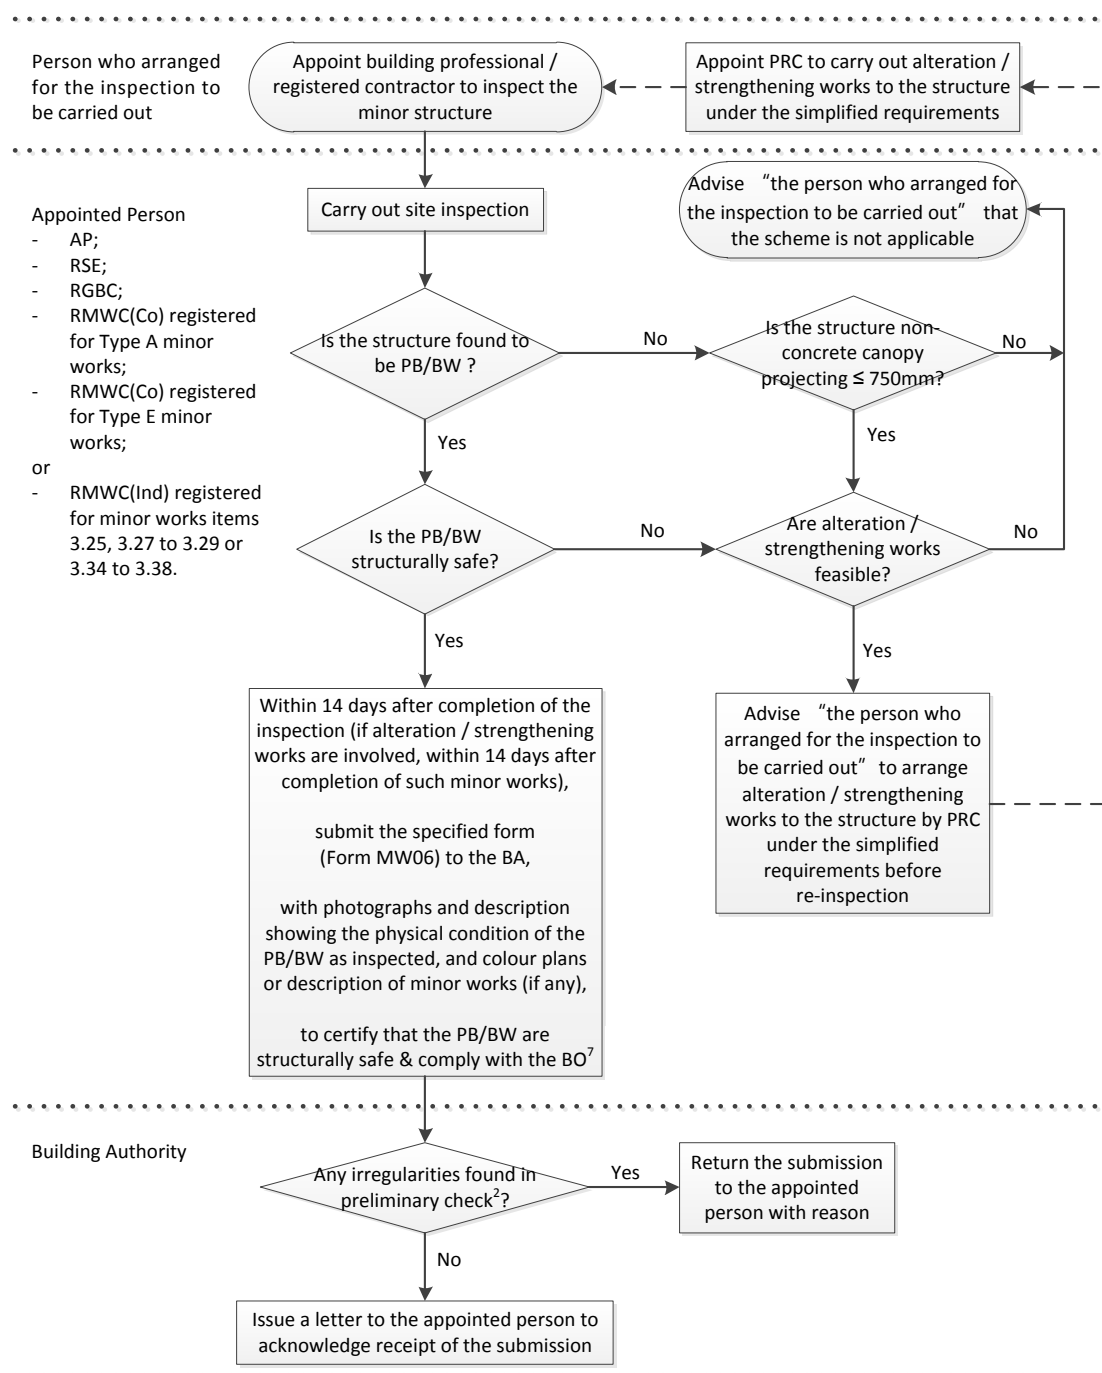 Person who arranged
for the inspection to
be carried out
Appoint building professional /
registered contractor to inspect the
minor structure
Appoint PRC to carry out alteration /
strengthening works to the structure
under the simplified requirements
Appointed Person
- AP;
- RSE;
- RGBC;
- RMWC(Co) registered
for Type A minor
works;
- RMWC(Co) registered
for Type E minor
works;
or
- RMWC(Ind) registered
for minor works items
3.25, 3.27 to 3.29 or
3.34 to 3.38.
Carry out site inspection
Advise “the person who arranged for
the inspection to be carried out” that
the scheme is not applicable
Is the structure found to
be PB/BW ?
No
Is the structure non-
concrete canopy
projecting ≤ 750mm?
No
Yes
Yes
Is the PB/BW
structurally safe?
No
Are alteration /
strengthening works
feasible?
No
Yes
Yes
Within 14 days after completion of the
inspection (if alteration / strengthening
works are involved, within 14 days after
completion of such minor works),
submit the specified form
(Form MW06) to the BA,
with photographs and description
showing the physical condition of the
PB/BW as inspected, and colour plans
or description of minor works (if any),
to certify that the PB/BW are
structurally safe & comply with the BO⁷
Advise “the person who
arranged for the inspection to
be carried out” to arrange
alteration / strengthening
works to the structure by PRC
under the simplified
requirements before
re-inspection
Building Authority
Any irregularities found in
preliminary check²?
Yes
Return the submission
to the appointed
person with reason
No
Issue a letter to the appointed person to
acknowledge receipt of the submission